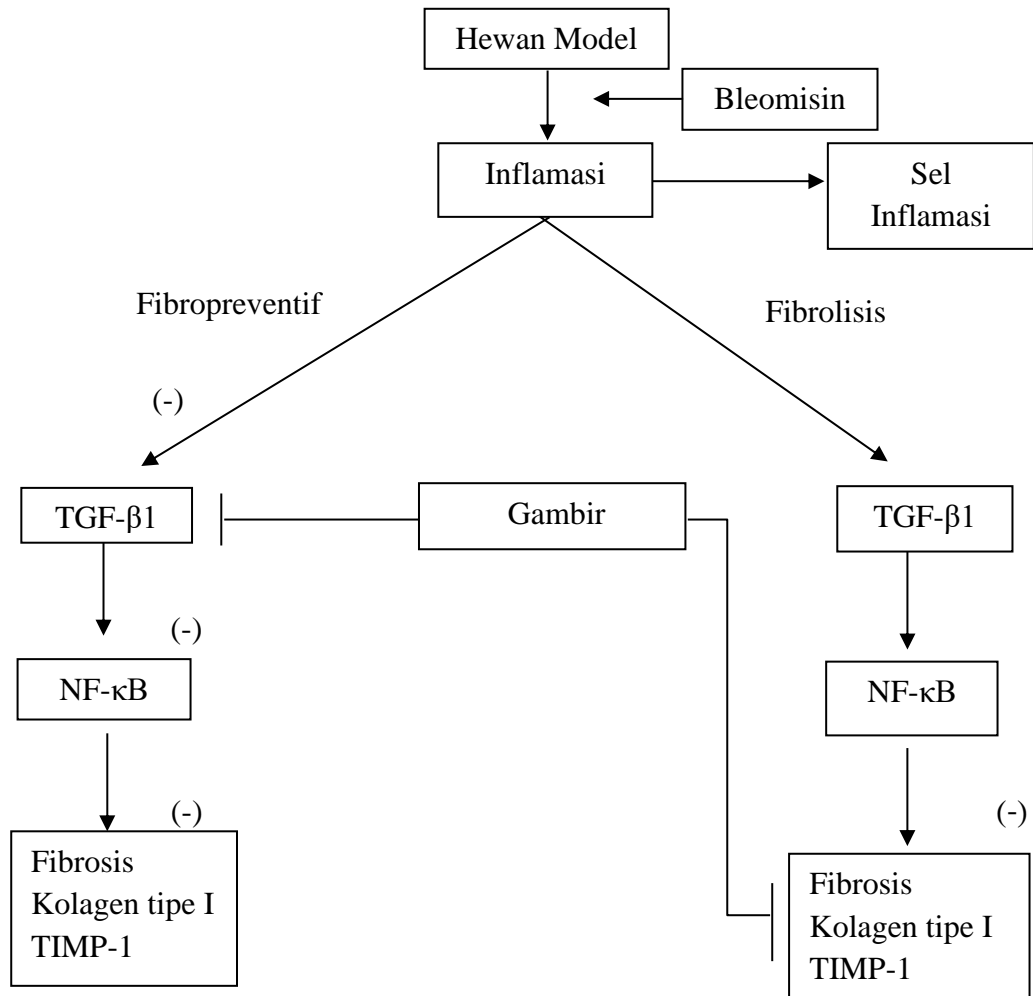 Hewan Model
Bleomisin
Inflamasi
Sel
Inflamasi
Fibropreventif
Fibrolisis
(-)
TGF-β1
Gambir
TGF-β1
(-)
NF-κB
NF-κB
(-)
(-)
Fibrosis
Kolagen tipe I
TIMP-1
Fibrosis
Kolagen tipe I
TIMP-1